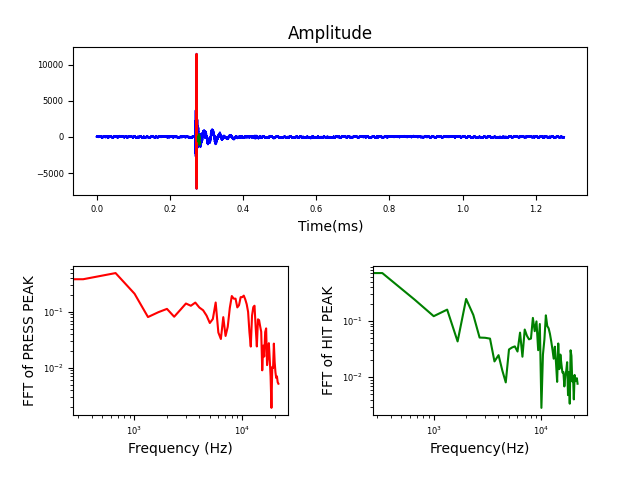 Amplitude
10000
5000
0
−5000
0.0 0.2 0.4 0.6 0.8 1.0 1.2
Time(ms)
FFT of PRESS PEAK
10⁻¹
10⁻²
10³ 10⁴
Frequency (Hz)
FFT of HIT PEAK
10⁻¹
10⁻²
10³ 10⁴
Frequency(Hz)